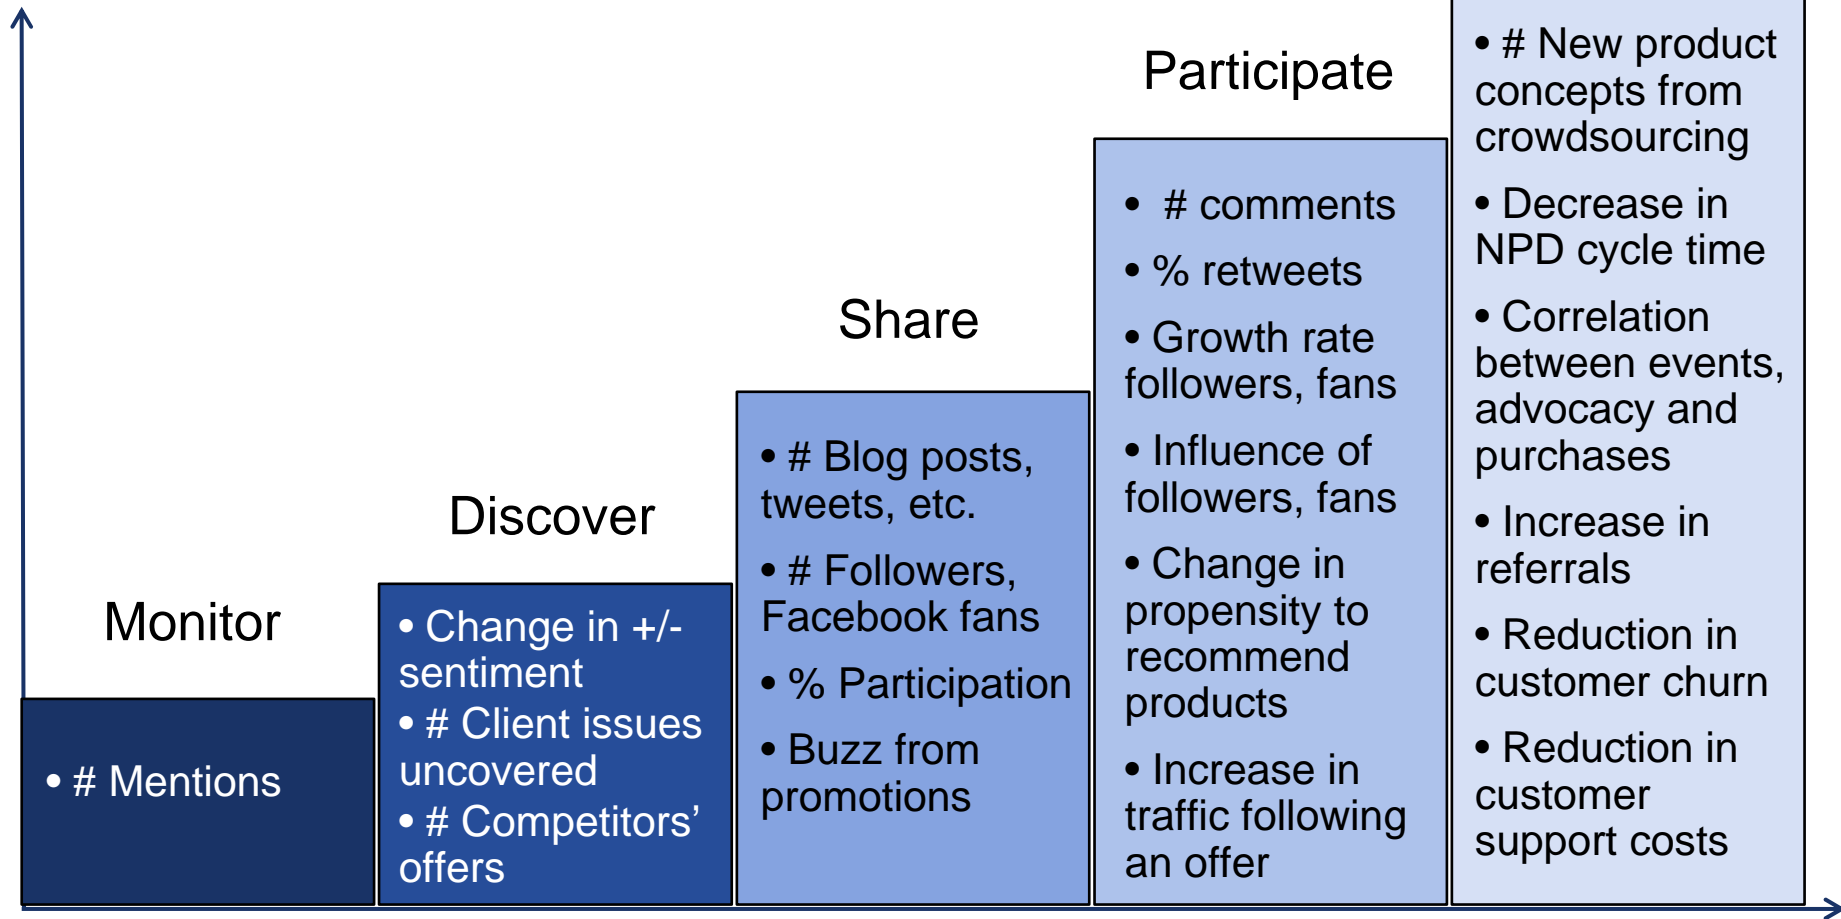 Monitor
• # Mentions
Discover
• Change in +/-
sentiment
• # Client issues
uncovered
• # Competitors’
offers
Share
• # Blog posts,
tweets, etc.
• # Followers,
Facebook fans
• % Participation
• Buzz from
promotions
Participate
• # comments
• % retweets
• Growth rate
followers, fans
• Influence of
followers, fans
• Change in
propensity to
recommend
products
• Increase in
traffic following
an offer
• # New product
concepts from
crowdsourcing
• Decrease in
NPD cycle time
• Correlation
between events,
advocacy and
purchases
• Increase in
referrals
• Reduction in
customer churn
• Reduction in
customer
support costs